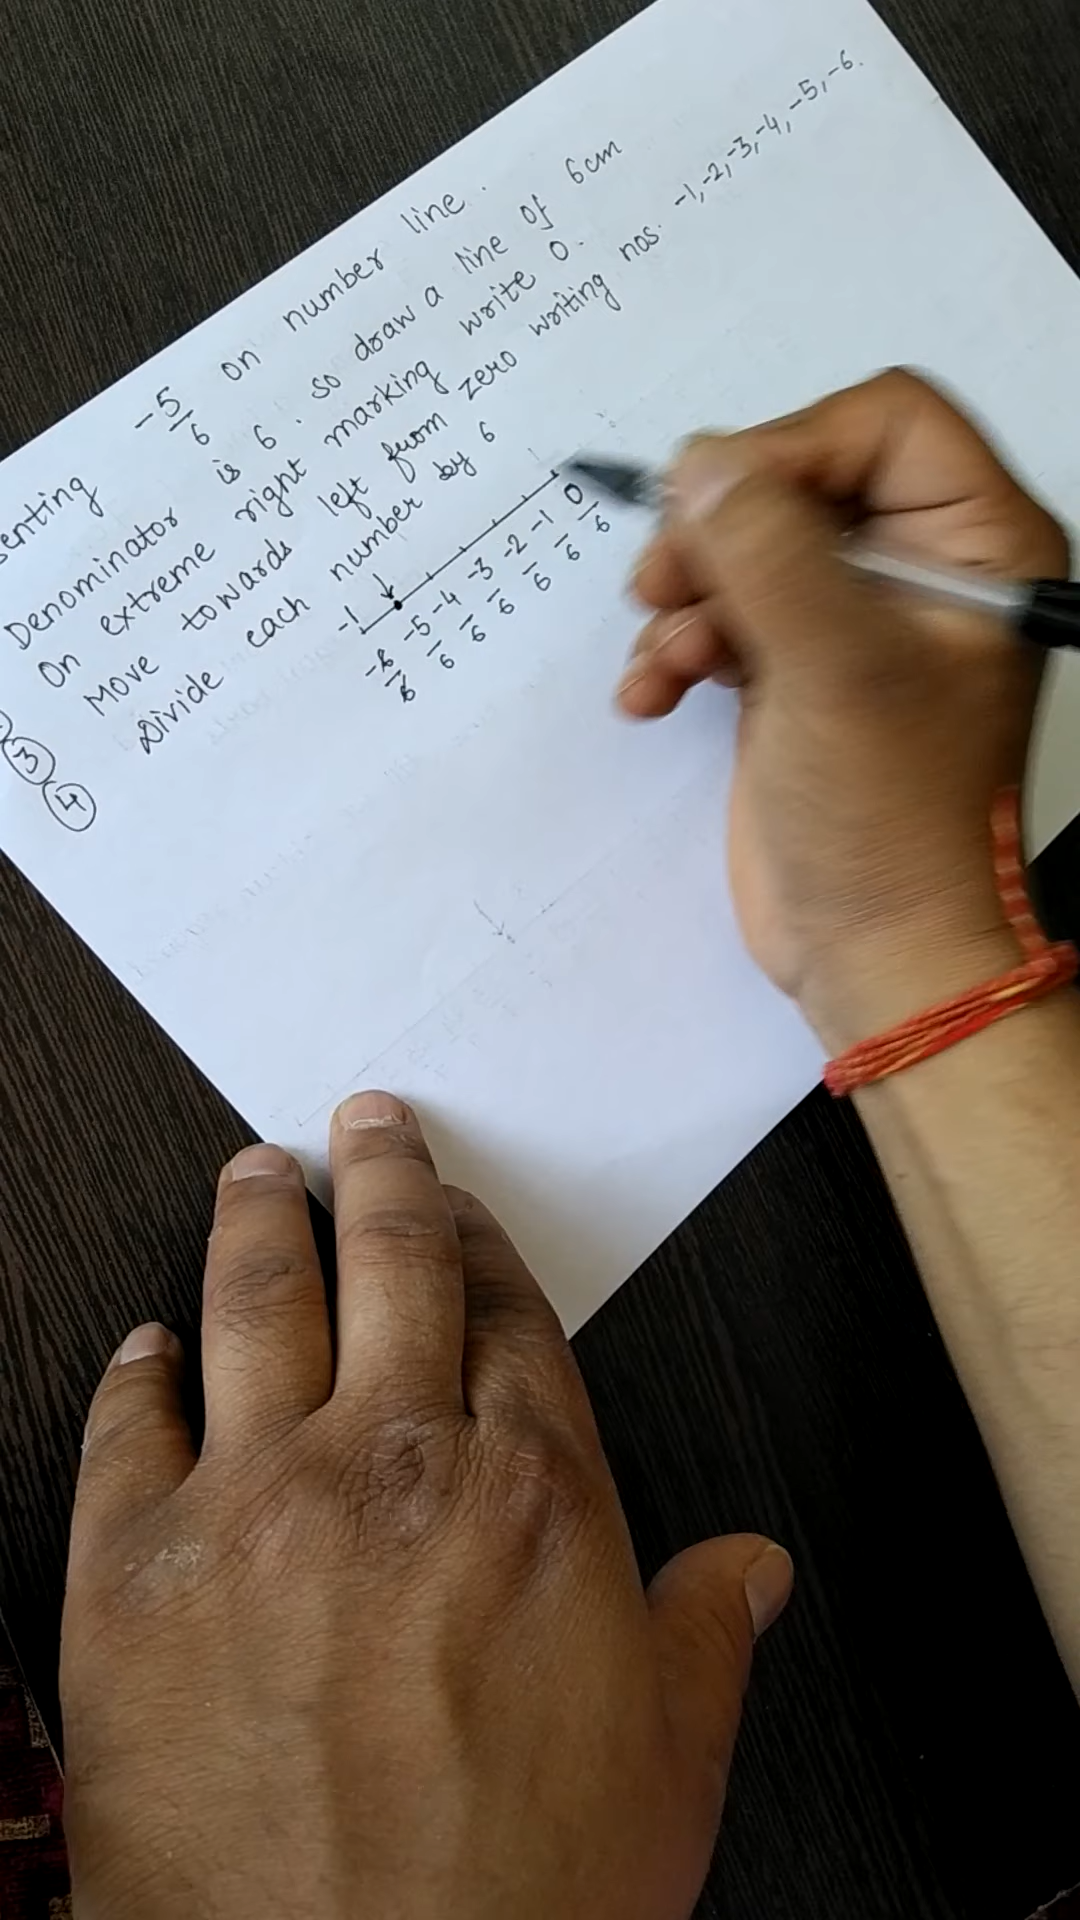 senting -5/6 on number line.
Denominator is 6. so draw a line of 6cm
On extreme right marking write 0.
③ Move towards left from zero writing nos. -1, -2, -3, -4, -5, -6.
④ Divide each number by 6
-1
-6/6 -5/6 -4/6 -3/6 -2/6 -1/6 0/6